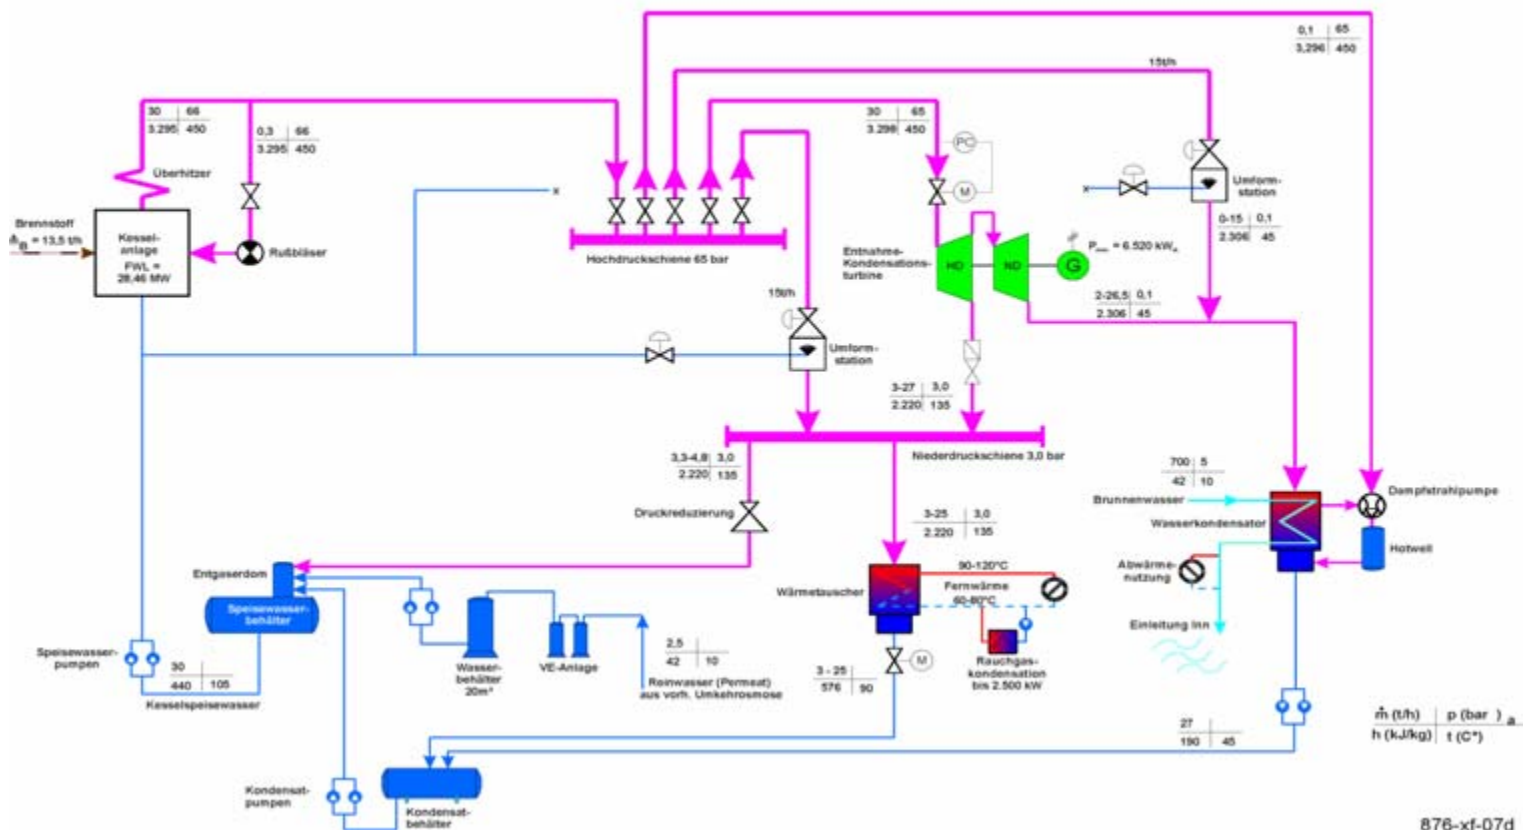 0,1 65
3,296 450
15t/h
30 66
3.295 450
0,3 66
3.295 450
30 65
3.298 450
PC
M
Überhitzer
Umform-
station
Brennstoff
= 13,5 t/h
Kessel-
anlage
FWL =
28,46 MW
Rußbläser
x
x
0-15 0,1
2.306 45
Hochdruckschiene 65 bar
Entnahme-
Kondensations-
turbine
HD
ND
G
= 6.520 kW
15t/h
2-26,5 0,1
2.306 45
Umform-
station
3-27 3,0
2.220 135
Niederdruckschiene 3,0 bar
3,3-4,8 3,0
2.220 135
700 5
42 10
Brunnenwasser
Dampfstrahlpumpe
Druckreduzierung
3-25 3,0
2.220 135
Wasserkondensator
Hotwell
Entgaserdom
90-120°C
Wärmetauscher
Fernwärme
60-80°C
Abwärme-
nutzung
Speisewasser-
behälter
Einleitung Inn
Speisewasser-
pumpen
30
440 105
Kesselspeisewasser
Wasser-
behälter
20m³
VE-Anlage
2,5
42 10
Reinwasser (Permeat)
aus vorh. Umkehrosmose
M
3 - 25
576 90
Rauchgas-
kondensation
bis 2.500 kW
27
190 45
ṁ (t/h) p (bar ) a
h (kJ/kg) t (C°)
Kondensat-
pumpen
Kondensat-
behälter
876-xf-07d